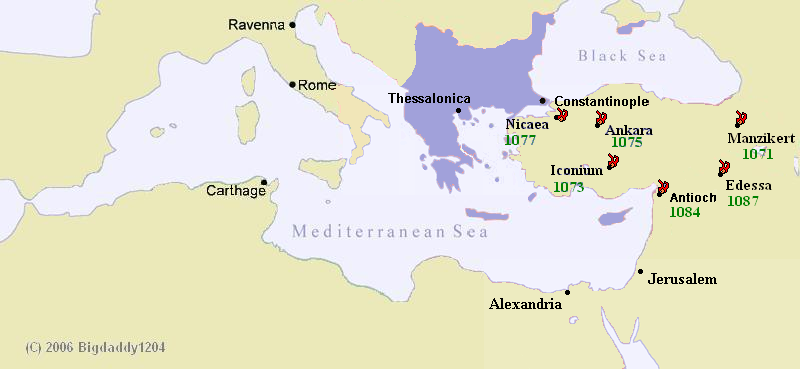 Ravenna
Black Sea
Rome
Thessalonica
Constantinople
Nicaea
1077
Ankara
1075
Manzikert
1071
Iconium
1073
Edessa
1087
Antioch
1084
Carthage
Mediterranean Sea
Jerusalem
Alexandria
(C) 2006 Bigdaddy1204